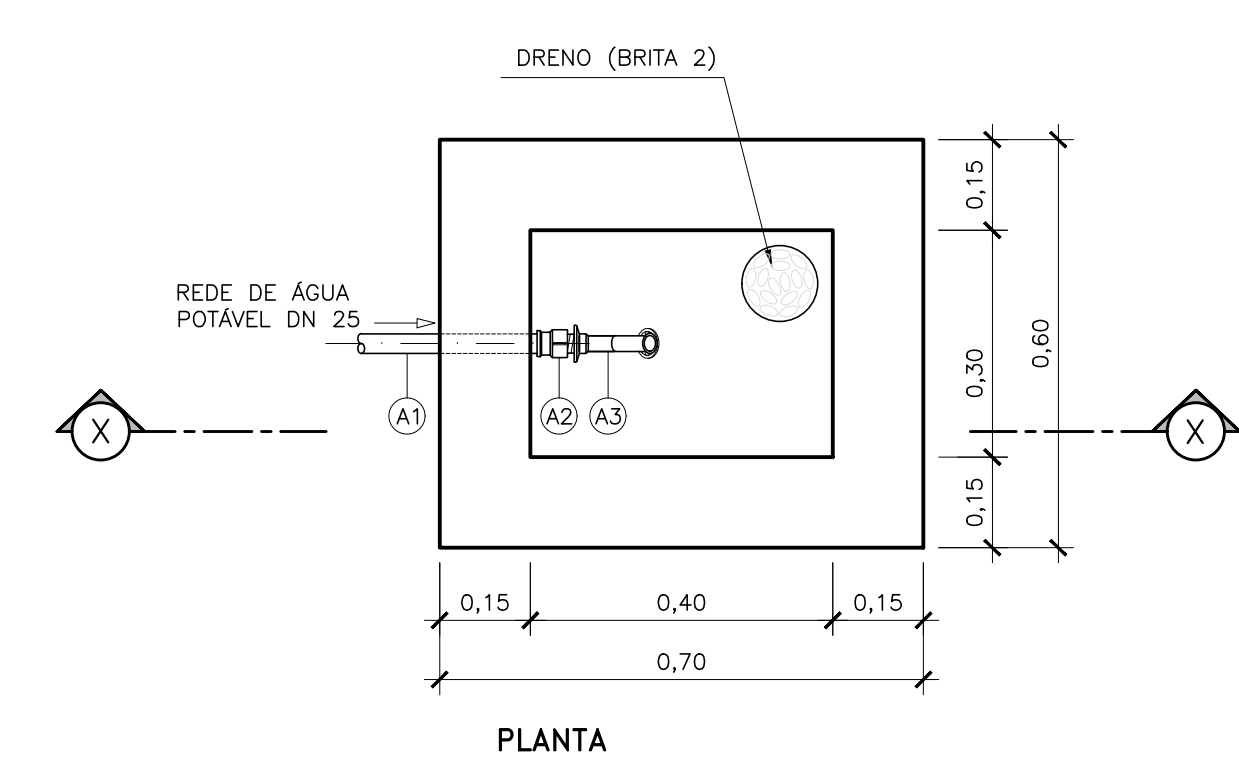 DRENO (BRITA 2)
0,15
REDE DE ÁGUA
POTÁVEL DN 25
0,30
0,60
A1
A2
A3
X
X
0,15
0,15
0,40
0,15
0,70
PLANTA